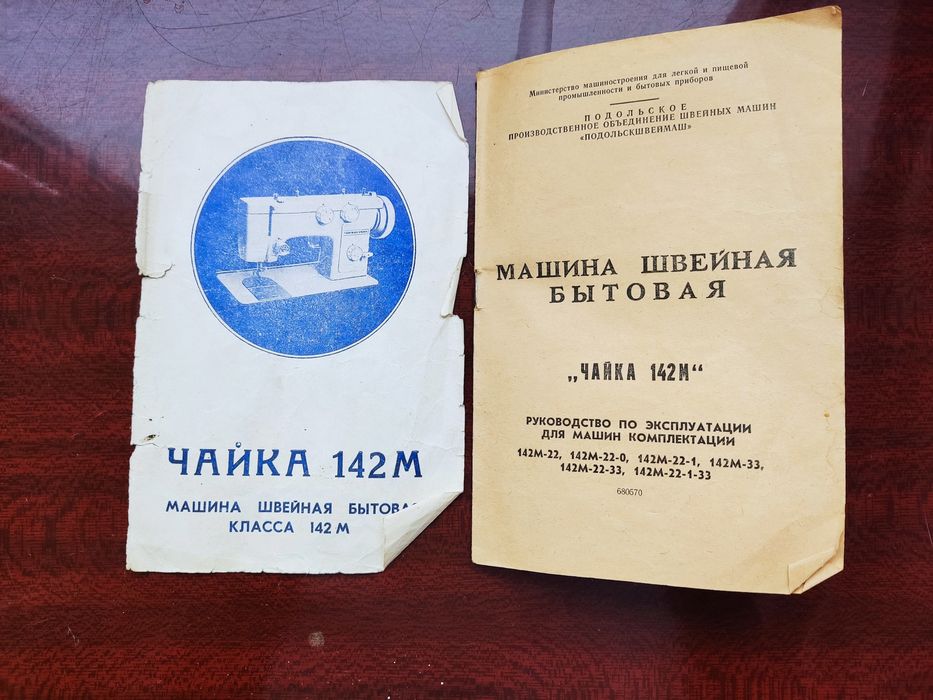 ЧАЙКА 142М
МАШИНА ШВЕЙНАЯ
КЛАССА 142 М
Министерство машиностроения для легкой и пищевой
промышленности и бытовых приборов
ПОДОЛЬСКОЕ
ПРОИЗВОДСТВЕННОЕ ОБЪЕДИНЕНИЕ ШВЕЙНЫХ МАШИН
«ПОДОЛЬСКШВЕЙМАШ»
МАШИНА ШВЕЙНАЯ
БЫТОВАЯ
„ЧАЙКА 142М“
РУКОВОДСТВО ПО ЭКСПЛУАТАЦИИ
ДЛЯ МАШИН КОМПЛЕКТАЦИИ
142М-22, 142М-22-0, 142М-22-1, 142М-33,
142М-22-33, 142М-22-1-33
680570